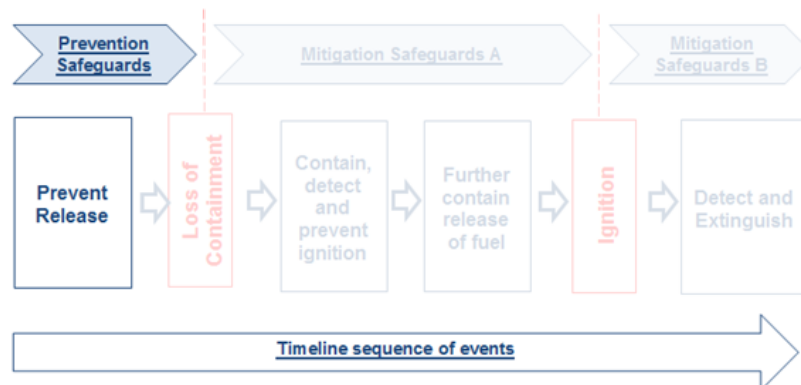 Prevention
Safeguards
Mitigation Safeguards A
Mitigation
Safeguards B
Prevent
Release
Loss of
Containment
Contain,
detect
and
prevent
ignition
Further
contain
release
of fuel
Ignition
Detect and
Extinguish
Timeline sequence of events